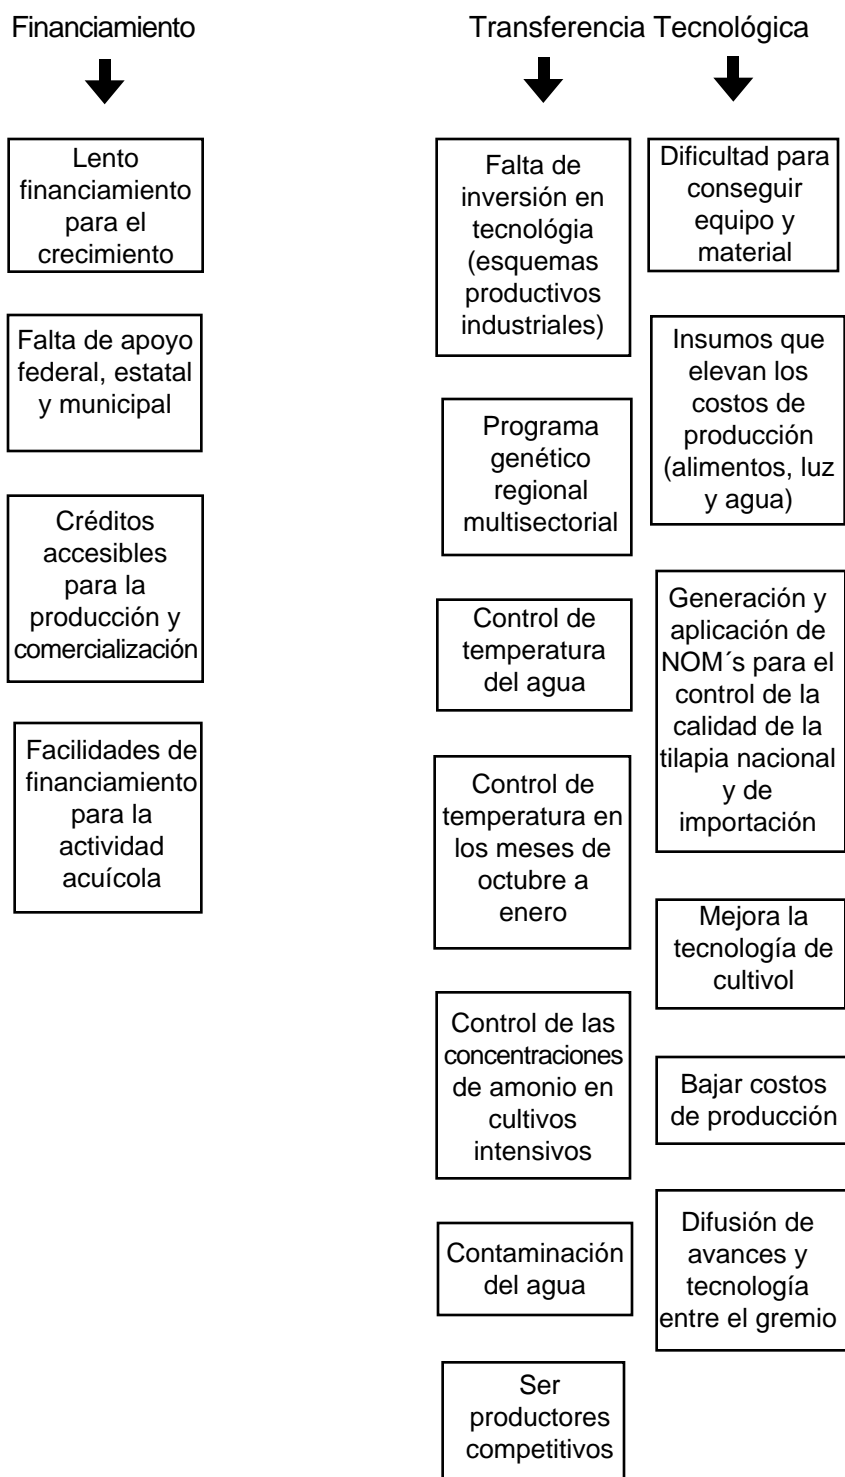 Financiamiento
Lento
financiamiento
para el
crecimiento
Falta de apoyo
federal, estatal
y municipal
Créditos
accesibles
para la
producción y
comercialización
Facilidades de
financiamiento
para la
actividad
acuícola
Transferencia Tecnológica
Falta de
inversión en
tecnológia
(esquemas
productivos
industriales)
Programa
genético
regional
multisectorial
Control de
temperatura
del agua
Control de
temperatura en
los meses de
octubre a
enero
Control de las
concentraciones
de amonio en
cultivos
intensivos
Contaminación
del agua
Ser
productores
competitivos
Dificultad para
conseguir
equipo y
material
Insumos que
elevan los
costos de
producción
(alimentos, luz
y agua)
Generación y
aplicación de
NOM´s para el
control de la
calidad de la
tilapia nacional
y de
importación
Mejora la
tecnología de
cultivol
Bajar costos
de producción
Difusión de
avances y
tecnología
entre el gremio